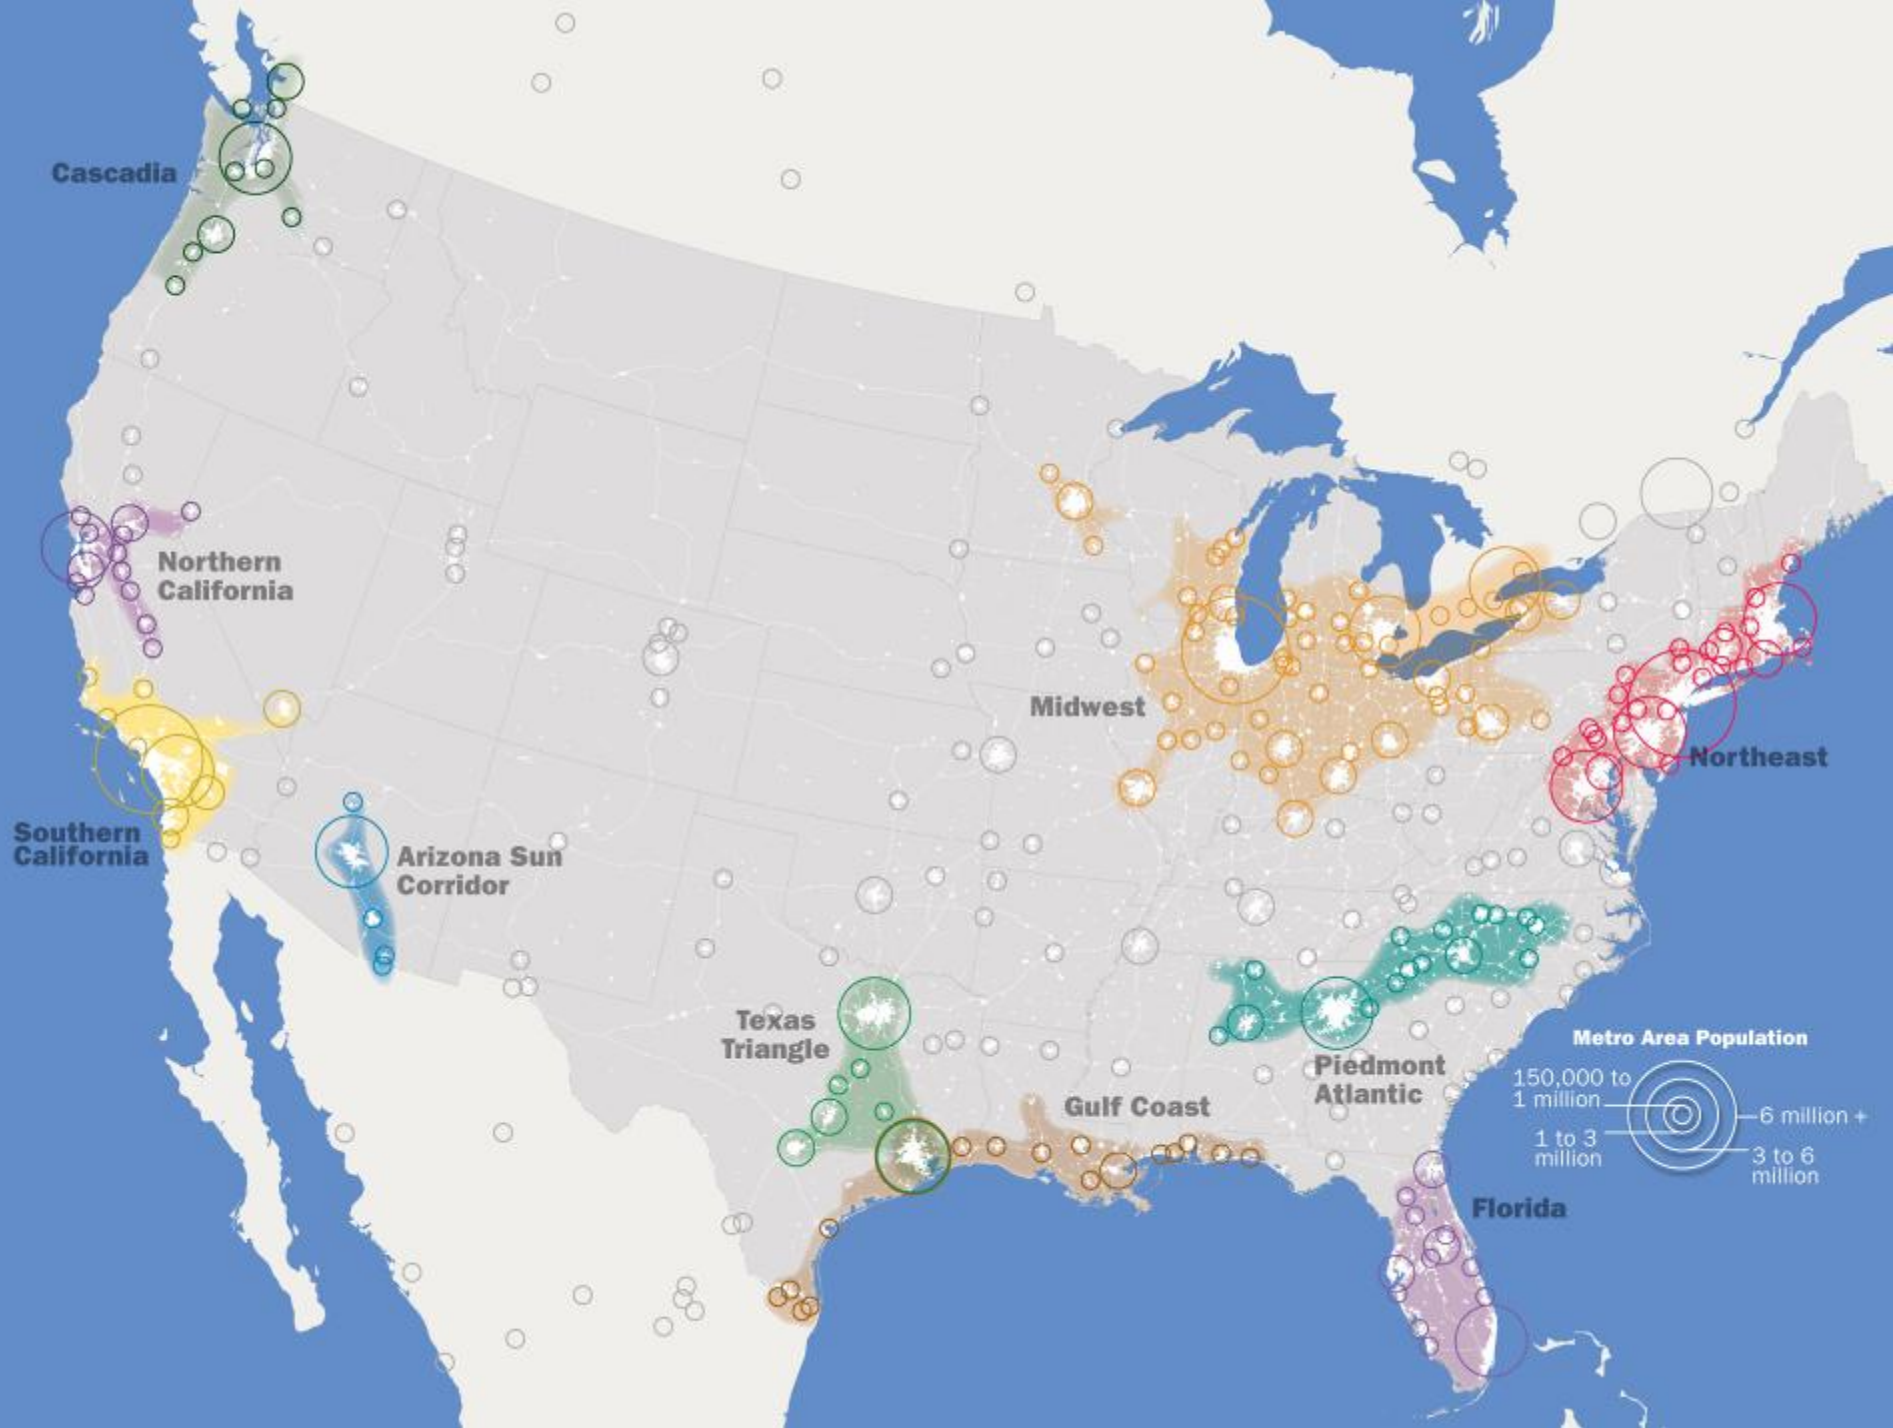 Cascadia
Northern
California
Midwest
Northeast
Southern
California
Arizona Sun
Corridor
Texas
Triangle
Piedmont
Atlantic
Gulf Coast
Metro Area Population
150,000 to
1 million
6 million +
1 to 3
million
3 to 6
million
Florida